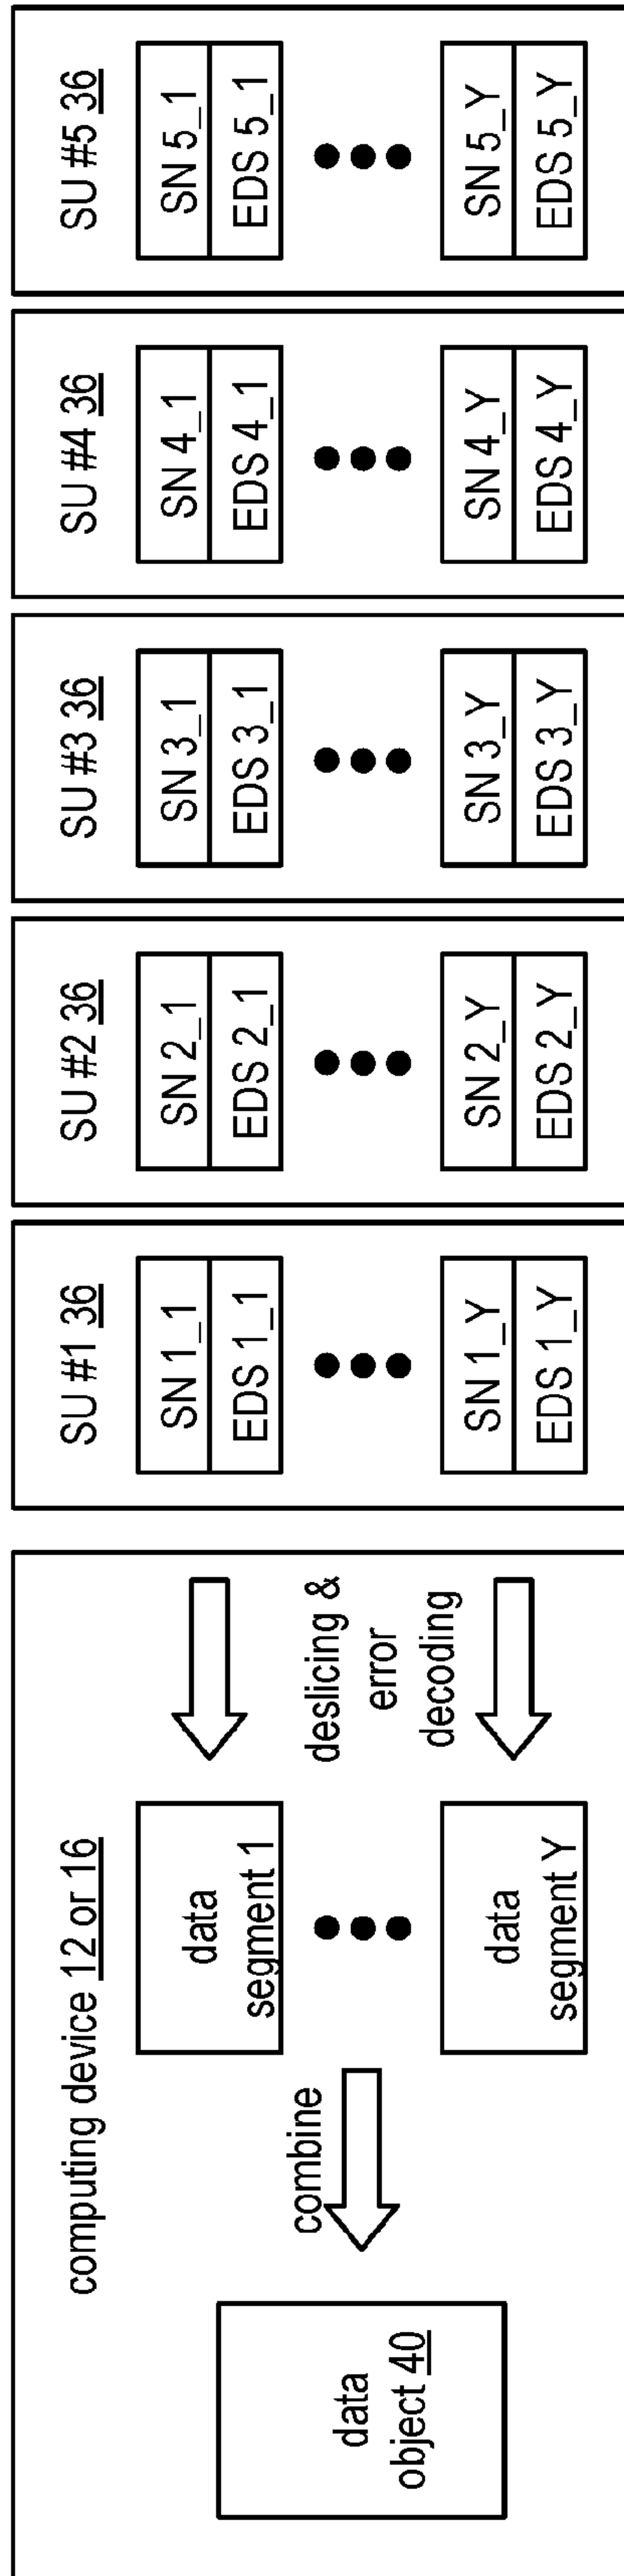 computing device 12 or 16
data
object 40
combine
data
segment 1
data
segment Y
deslicing &
error
decoding
SU #1 36
SN 1_1
EDS 1_1
SN 1_Y
EDS 1_Y
SU #2 36
SN 2_1
EDS 2_1
SN 2_Y
EDS 2_Y
SU #3 36
SN 3_1
EDS 3_1
SN 3_Y
EDS 3_Y
SU #4 36
SN 4_1
EDS 4_1
SN 4_Y
EDS 4_Y
SU #5 36
SN 5_1
EDS 5_1
SN 5_Y
EDS 5_Y